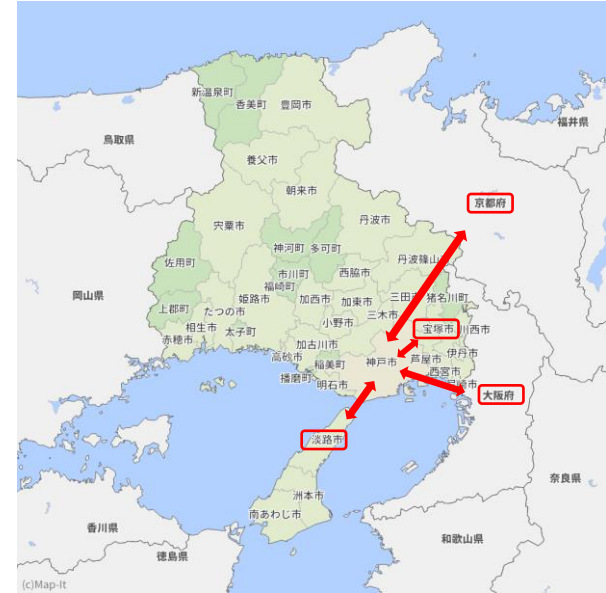 新温泉町
香美町
豊岡市
福井県
鳥取県
養父市
朝来市
京都府
宍粟市
丹波市
神河町
多可町
丹波篠山市
佐用町
市川町
西脇市
福崎町
岡山県
姫路市
加西市
加東市
三田市
猪名川町
上郡町
たつの市
三木市
相生市
太子町
小野市
宝塚市
川西市
赤穂市
加古川市
高砂市
稲美町
神戸市
芦屋市
伊丹市
西宮市
播磨町
明石市
尼崎市
大阪府
淡路市
奈良県
洲本市
南あわじ市
香川県
和歌山県
徳島県
(c)Map-It